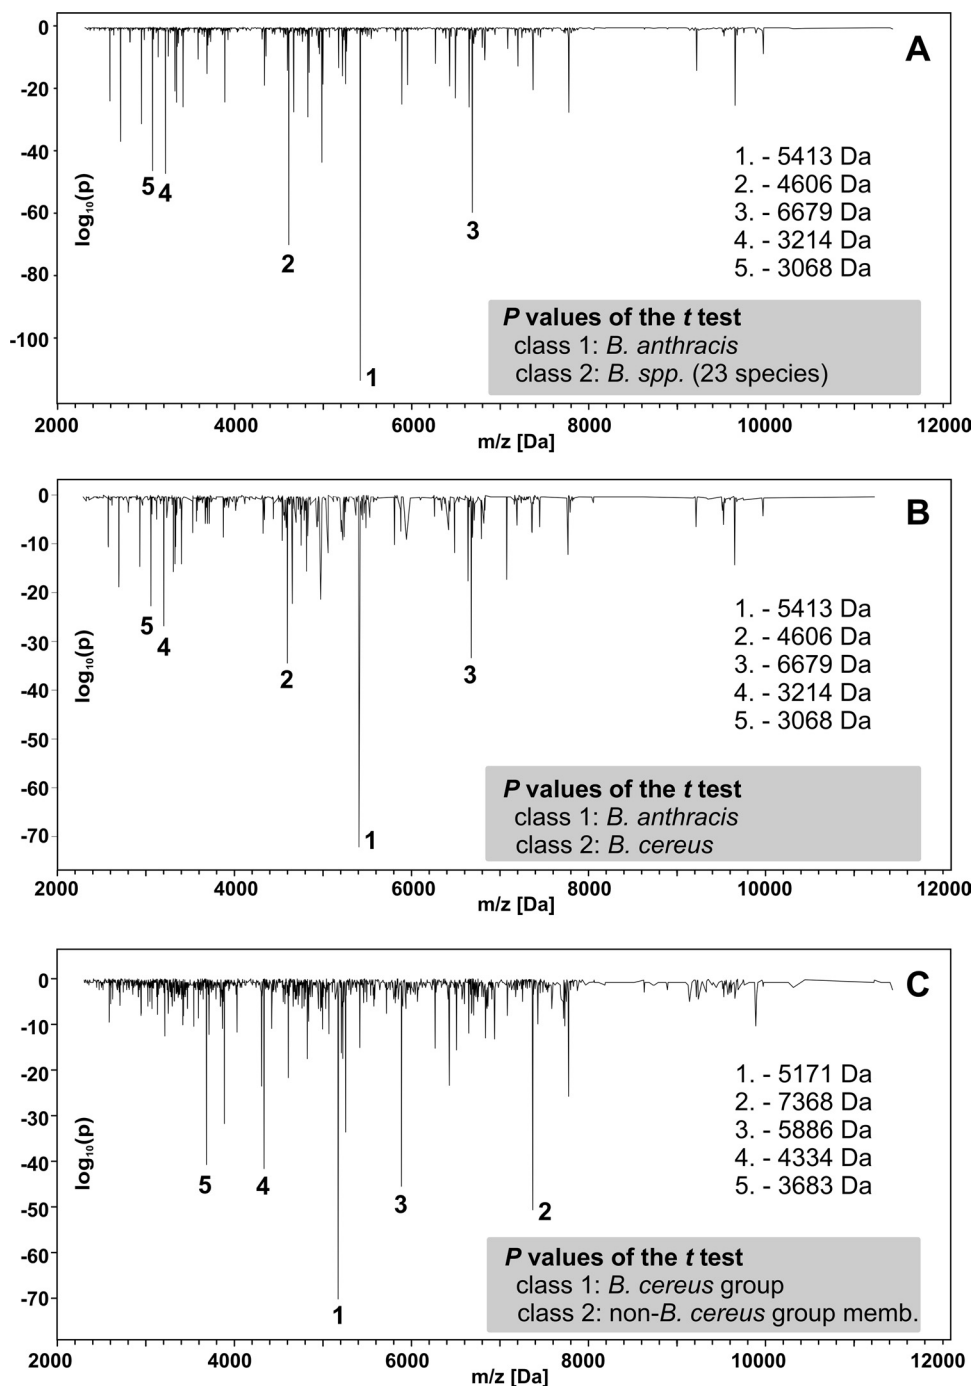 A
0
-20
-40
-60
-80
-100
log₁₀(p)
5
4
2
1
3
1. - 5413 Da
2. - 4606 Da
3. - 6679 Da
4. - 3214 Da
5. - 3068 Da
P values of the t test
class 1: B. anthracis
class 2: B. spp. (23 species)
2000 4000 6000 8000 10000 12000
m/z [Da]
B
0
-10
-20
-30
-40
-50
-60
-70
log₁₀(p)
5
4
2
1
3
1. - 5413 Da
2. - 4606 Da
3. - 6679 Da
4. - 3214 Da
5. - 3068 Da
P values of the t test
class 1: B. anthracis
class 2: B. cereus
2000 4000 6000 8000 10000 12000
m/z [Da]
C
0
-10
-20
-30
-40
-50
-60
-70
log₁₀(p)
5
4
1
3
2
1. - 5171 Da
2. - 7368 Da
3. - 5886 Da
4. - 4334 Da
5. - 3683 Da
P values of the t test
class 1: B. cereus group
class 2: non-B. cereus group memb.
2000 4000 6000 8000 10000 12000
m/z [Da]